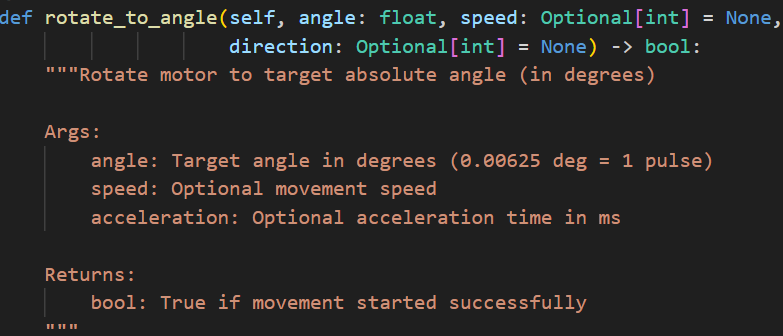 def rotate_to_angle(self, angle: float, speed: Optional[int] = None,
direction: Optional[int] = None) -> bool:
"""Rotate motor to target absolute angle (in degrees)
Args:
angle: Target angle in degrees (0.00625 deg = 1 pulse)
speed: Optional movement speed
acceleration: Optional acceleration time in ms
Returns:
bool: True if movement started successfully
"""